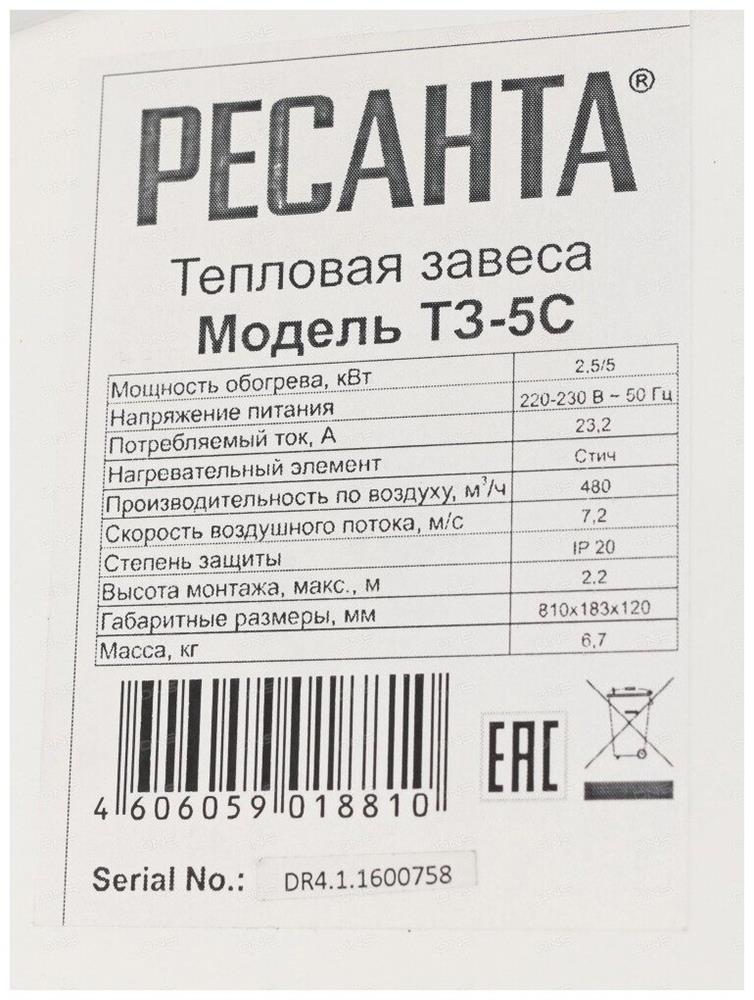 РЕСАНТА®
Тепловая завеса
Модель ТЗ-5С
Мощность обогрева, кВт 2,5/5
Напряжение питания 220-230 В ~ 50 Гц
Потребляемый ток, А 23,2
Нагревательный элемент Стич
Производительность по воздуху, м³/ч 480
Скорость воздушного потока, м/с 7,2
Степень защиты IP 20
Высота монтажа, макс., м 2,2
Габаритные размеры, мм 810х183х120
Масса, кг 6,7
4 606059 018810
EAC
Serial No.: DR4.1.1600758